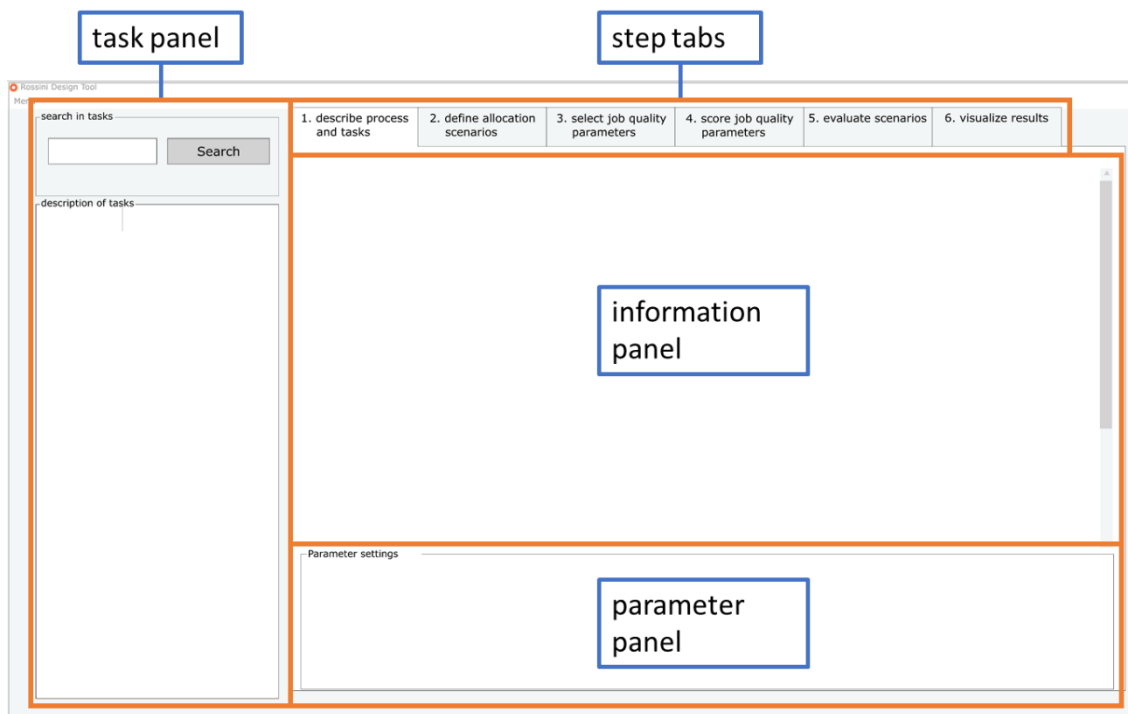 task panel
step tabs
Rossini Design Tool
search in tasks
Search
description of tasks
1. describe process
and tasks
2. define allocation
scenarios
3. select job quality
parameters
4. score job quality
parameters
5. evaluate scenarios
6. visualize results
information
panel
Parameter settings
parameter
panel